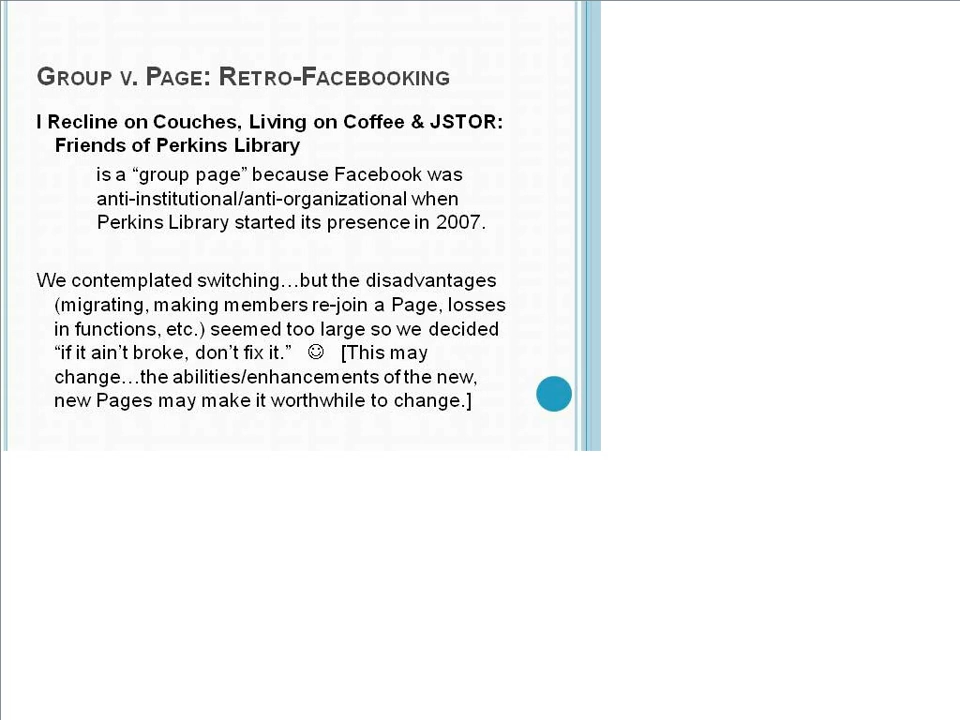 GROUP V. PAGE: RETRO-FACEBOOKING
I Recline on Couches, Living on Coffee & JSTOR:
Friends of Perkins Library
is a “group page” because Facebook was
anti-institutional/anti-organizational when
Perkins Library started its presence in 2007.
We contemplated switching…but the disadvantages
(migrating, making members re-join a Page, losses
in functions, etc.) seemed too large so we decided
“if it ain’t broke, don’t fix it.” ☺ [This may
change…the abilities/enhancements of the new,
new Pages may make it worthwhile to change.]